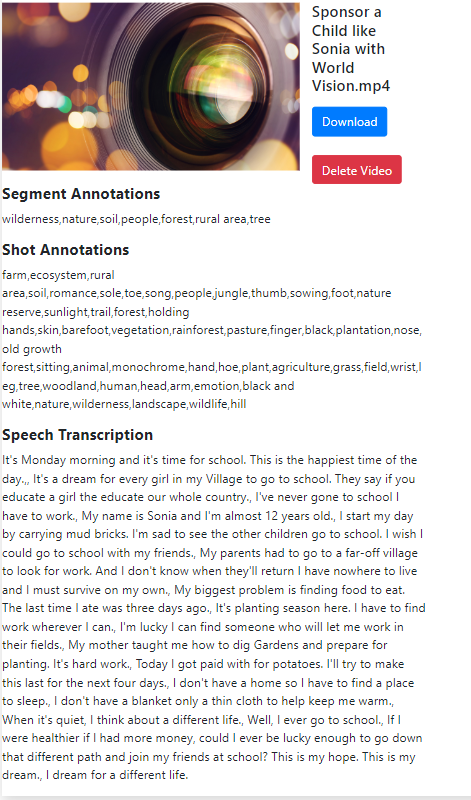 Sponsor a
Child like
Sonia with
World
Vision.mp4
Download
Delete Video
Segment Annotations
wilderness,nature,soil,people,forest,rural area,tree
Shot Annotations
farm,ecosystem,rural
area,soil,romance,sole,toe,song,people,jungle,thumb,sowing,foot,nature
reserve,sunlight,trail,forest,holding
hands,skin,barefoot,vegetation,rainforest,pasture,finger,black,plantation,nose,
old growth
forest,sitting,animal,monochrome,hand,hoe,plant,agriculture,grass,field,wrist,l
eg,tree,woodland,human,head,arm,emotion,black and
white,nature,wilderness,landscape,wildlife,hill
Speech Transcription
It's Monday morning and it's time for school. This is the happiest time of the
day.,, It's a dream for every girl in my Village to go to school. They say if you
educate a girl the educate our whole country., I've never gone to school I
have to work., My name is Sonia and I'm almost 12 years old., I start my day
by carrying mud bricks. I'm sad to see the other children go to school. I wish I
could go to school with my friends., My parents had to go to a far-off village
to look for work. And I don't know when they'll return I have nowhere to live
and I must survive on my own., My biggest problem is finding food to eat.
The last time I ate was three days ago., It's planting season here. I have to find
work wherever I can., I'm lucky I can find someone who will let me work in
their fields., My mother taught me how to dig Gardens and prepare for
planting. It's hard work., Today I got paid with for potatoes. I'll try to make
this last for the next four days., I don't have a home so I have to find a place
to sleep., I don't have a blanket only a thin cloth to help keep me warm.,
When it's quiet, I think about a different life., Well, I ever go to school., If I
were healthier if I had more money, could I ever be lucky enough to go down
that different path and join my friends at school? This is my hope. This is my
dream., I dream for a different life.